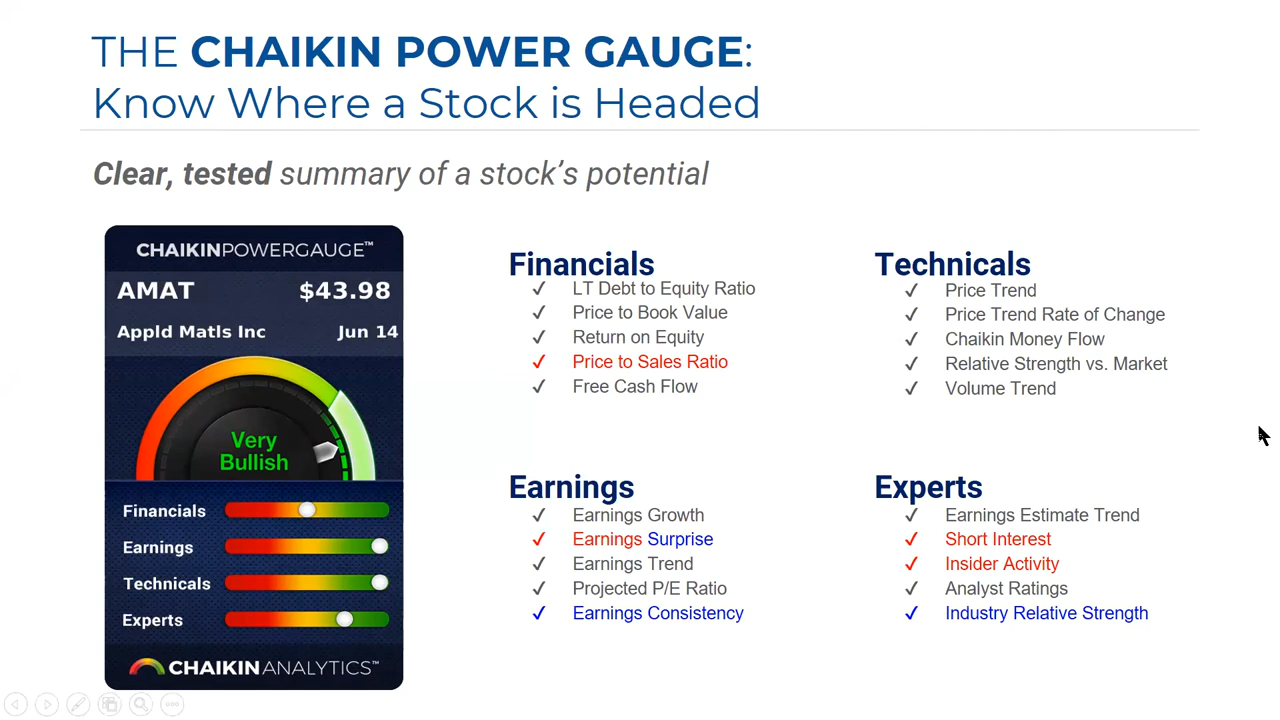 THE CHAIKIN POWER GAUGE:
Know Where a Stock is Headed
Clear, tested summary of a stock's potential
CHAIKINPOWERGAUGE™
AMAT $43.98
Appld Matls Inc Jun 14
Very
Bullish
Financials
Earnings
Technicals
Experts
CHAIKINANALYTICS™
Financials
✓ LT Debt to Equity Ratio
✓ Price to Book Value
✓ Return on Equity
✓ Price to Sales Ratio
✓ Free Cash Flow
Technicals
✓ Price Trend
✓ Price Trend Rate of Change
✓ Chaikin Money Flow
✓ Relative Strength vs. Market
✓ Volume Trend
Earnings
✓ Earnings Growth
✓ Earnings Surprise
✓ Earnings Trend
✓ Projected P/E Ratio
✓ Earnings Consistency
Experts
✓ Earnings Estimate Trend
✓ Short Interest
✓ Insider Activity
✓ Analyst Ratings
✓ Industry Relative Strength